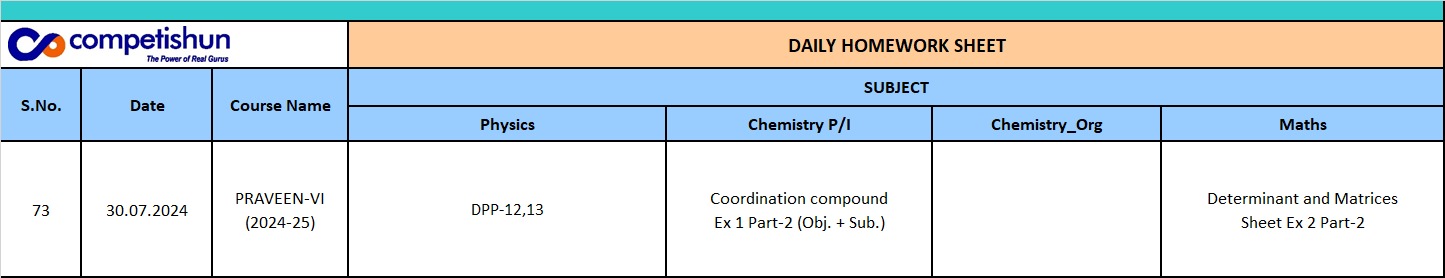 competishun
The Power of Real Gurus
DAILY HOMEWORK SHEET
S.No.
Date
Course Name
SUBJECT
Physics
Chemistry P/I
Chemistry_Org
Maths
73
30.07.2024
PRAVEEN-VI
(2024-25)
DPP-12,13
Coordination compound
Ex 1 Part-2 (Obj. + Sub.)
Determinant and Matrices
Sheet Ex 2 Part-2